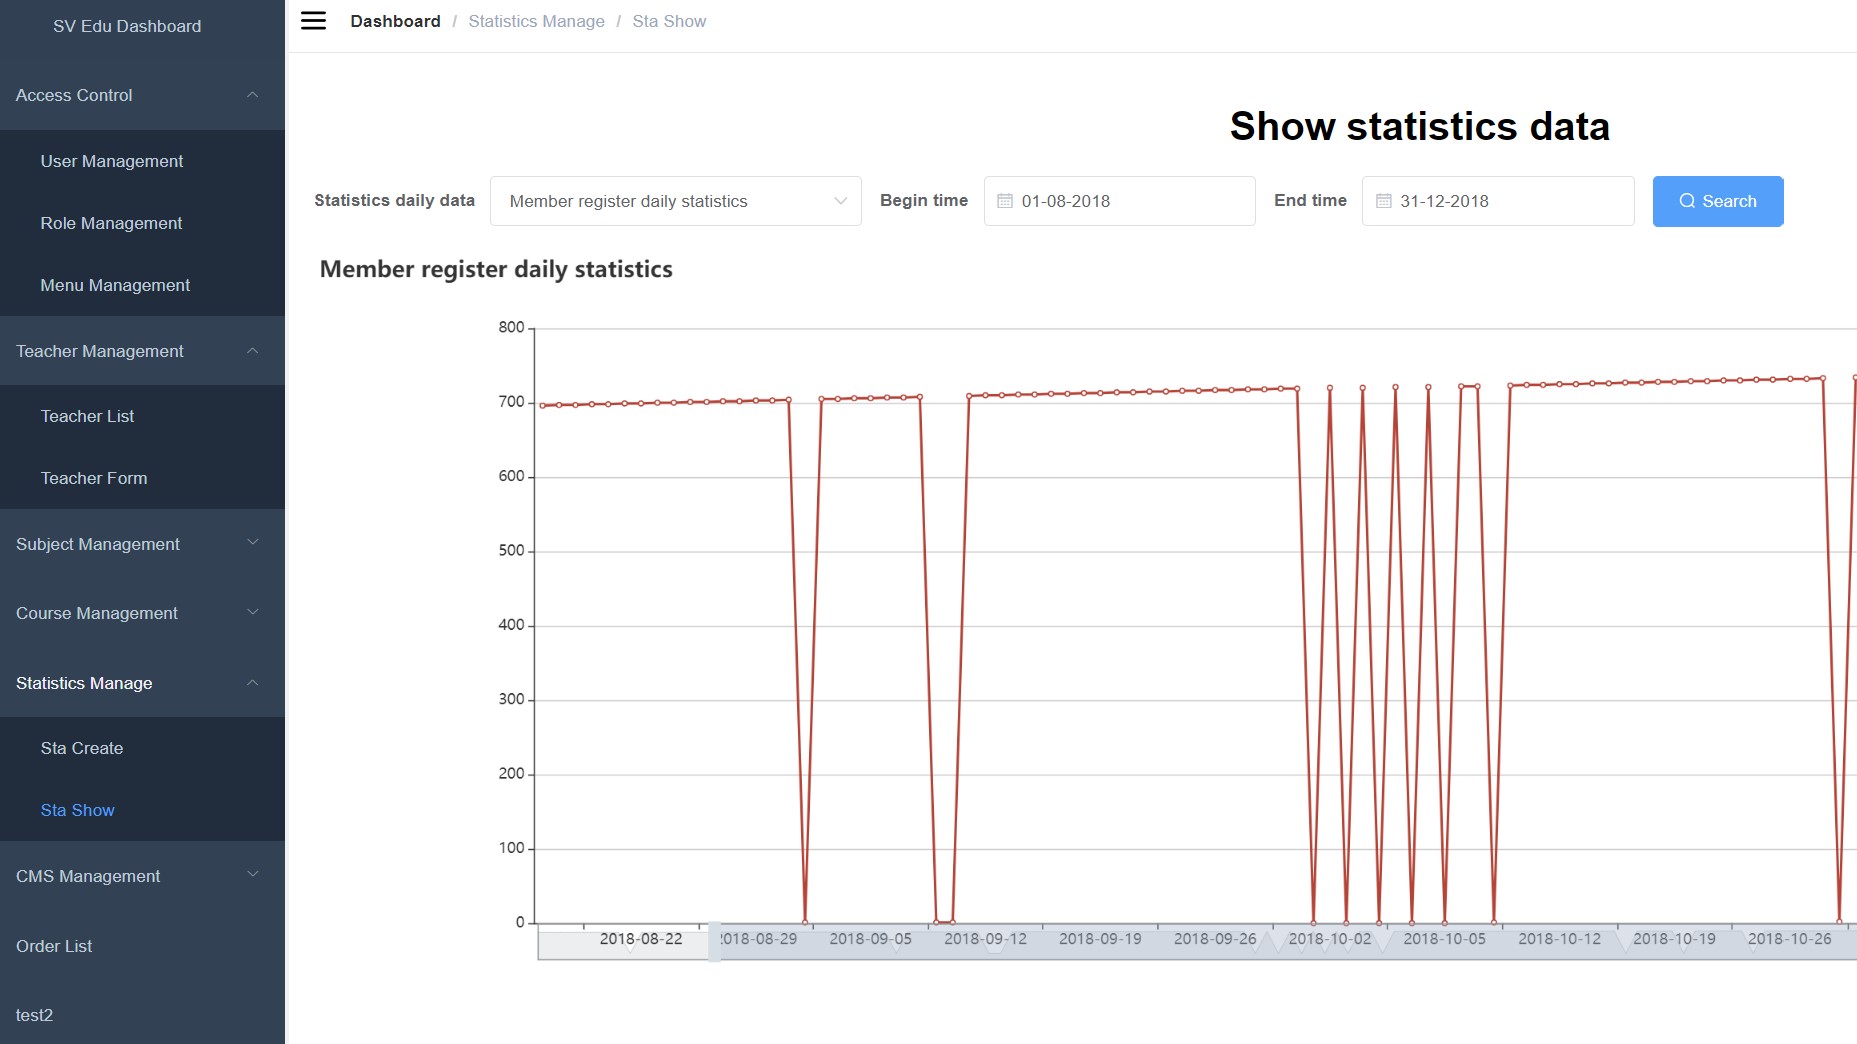 SV Edu Dashboard
Access Control
User Management
Role Management
Menu Management
Teacher Management
Teacher List
Teacher Form
Subject Management
Course Management
Statistics Manage
Sta Create
Sta Show
CMS Management
Order List
test2
Dashboard / Statistics Manage / Sta Show
Show statistics data
Statistics daily data Member register daily statistics Begin time 01-08-2018 End time 31-12-2018 Search
Member register daily statistics
800
700
600
500
400
300
200
100
0
2018-08-22 2018-08-29 2018-09-05 2018-09-12 2018-09-19 2018-09-26 2018-10-02 2018-10-05 2018-10-12 2018-10-19 2018-10-26